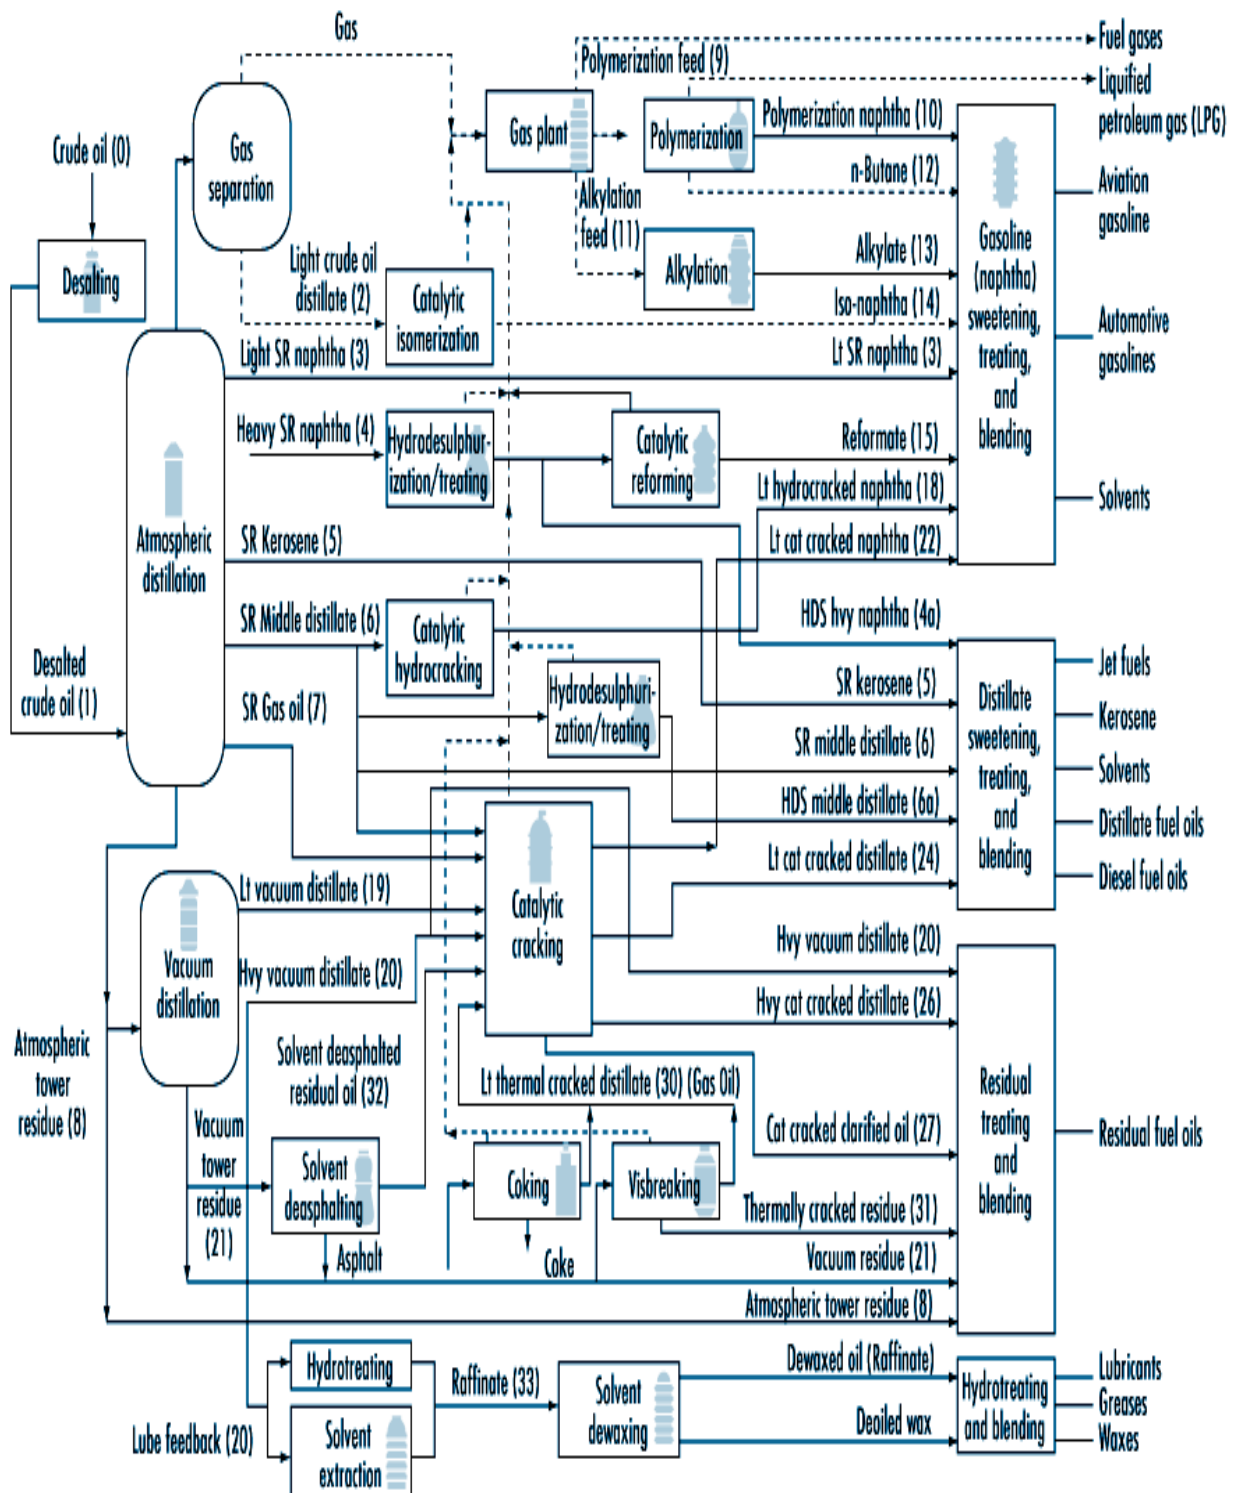 Gas
Fuel gases
Polymerization feed (9)
Liquified
petroleum gas (LPG)
Crude oil (0)
Gas
separation
Gas plant
Polymerization
Polymerization naphtha (10)
n-Butane (12)
Aviation
gasoline
Desalting
Light crude oil
distillate (2)
Alkylation
feed (11)
Alkylation
Alkylate (13)
Gasoline
(naphtha)
sweetening,
treating,
and
blending
Catalytic
isomerization
Iso-naphtha (14)
Automotive
gasolines
Light SR naphtha (3)
Lt SR naphtha (3)
Heavy SR naphtha (4)
Hydrodesulphur-
ization/treating
Catalytic
reforming
Reformate (15)
Lt hydrocracked naphtha (18)
Solvents
Atmospheric
distillation
SR Kerosene (5)
Lt cat cracked naphtha (22)
SR Middle distillate (6)
Catalytic
hydrocracking
HDS hvy naphtha (4a)
Desalted
crude oil (1)
SR Gas oil (7)
Hydrodesulphuri-
zation/treating
SR kerosene (5)
SR middle distillate (6)
HDS middle distillate (6a)
Lt cat cracked distillate (24)
Distillate
sweetening,
treating,
and
blending
Jet fuels
Kerosene
Solvents
Distillate fuel oils
Diesel fuel oils
Lt vacuum distillate (19)
Catalytic
cracking
Vacuum
distillation
Hvy vacuum distillate (20)
Hvy vacuum distillate (20)
Hvy cat cracked distillate (26)
Atmospheric
tower
residue (8)
Solvent deasphalted
residual oil (32)
Lt thermal cracked distillate (30) (Gas Oil)
Residual
treating
and
blending
Cat cracked clarified oil (27)
Residual fuel oils
Vacuum
tower
residue
(21)
Solvent
deasphalting
Coking
Visbreaking
Thermally cracked residue (31)
Asphalt
Coke
Vacuum residue (21)
Atmospheric tower residue (8)
Hydrotreating
Raffinate (33)
Solvent
dewaxing
Dewaxed oil (Raffinate)
Deoiled wax
Hydrotreating
and blending
Lubricants
Greases
Waxes
Lube feedback (20)
Solvent
extraction